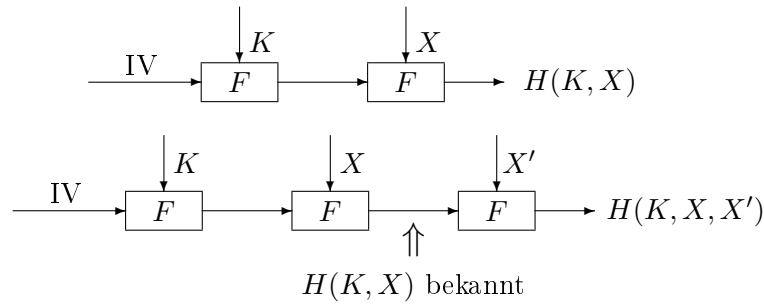 K X
IV F F H(K, X)
K X X′
IV F F F H(K, X, X′)
⇑
H(K, X) bekannt